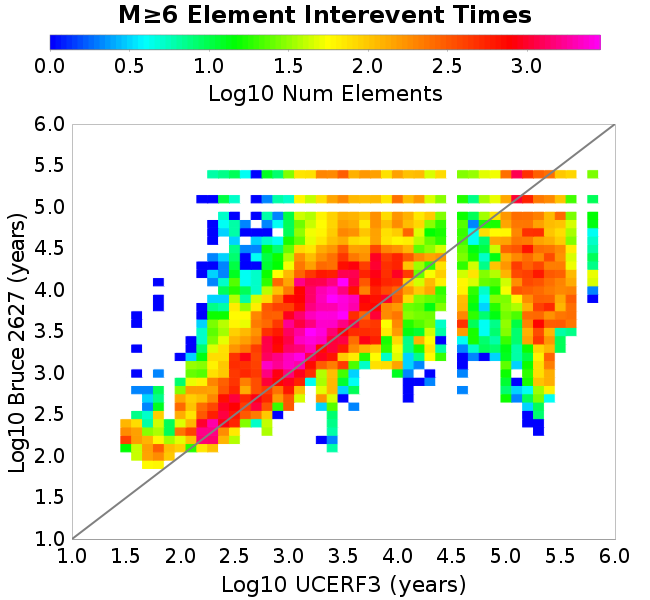 M≥6 Element Interevent Times
0.0 0.5 1.0 1.5 2.0 2.5 3.0
Log10 Num Elements
6.0
5.5
5.0
4.5
4.0
3.5
3.0
2.5
2.0
1.5
1.0
Log10 Bruce 2627 (years)
1.0 1.5 2.0 2.5 3.0 3.5 4.0 4.5 5.0 5.5 6.0
Log10 UCERF3 (years)